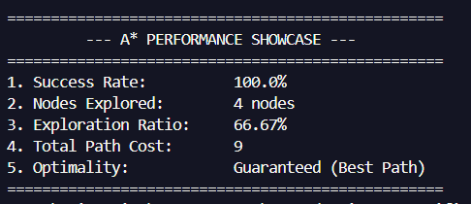 ==================================================
--- A* PERFORMANCE SHOWCASE ---
==================================================
1. Success Rate: 100.0%
2. Nodes Explored: 4 nodes
3. Exploration Ratio: 66.67%
4. Total Path Cost: 9
5. Optimality: Guaranteed (Best Path)
==================================================